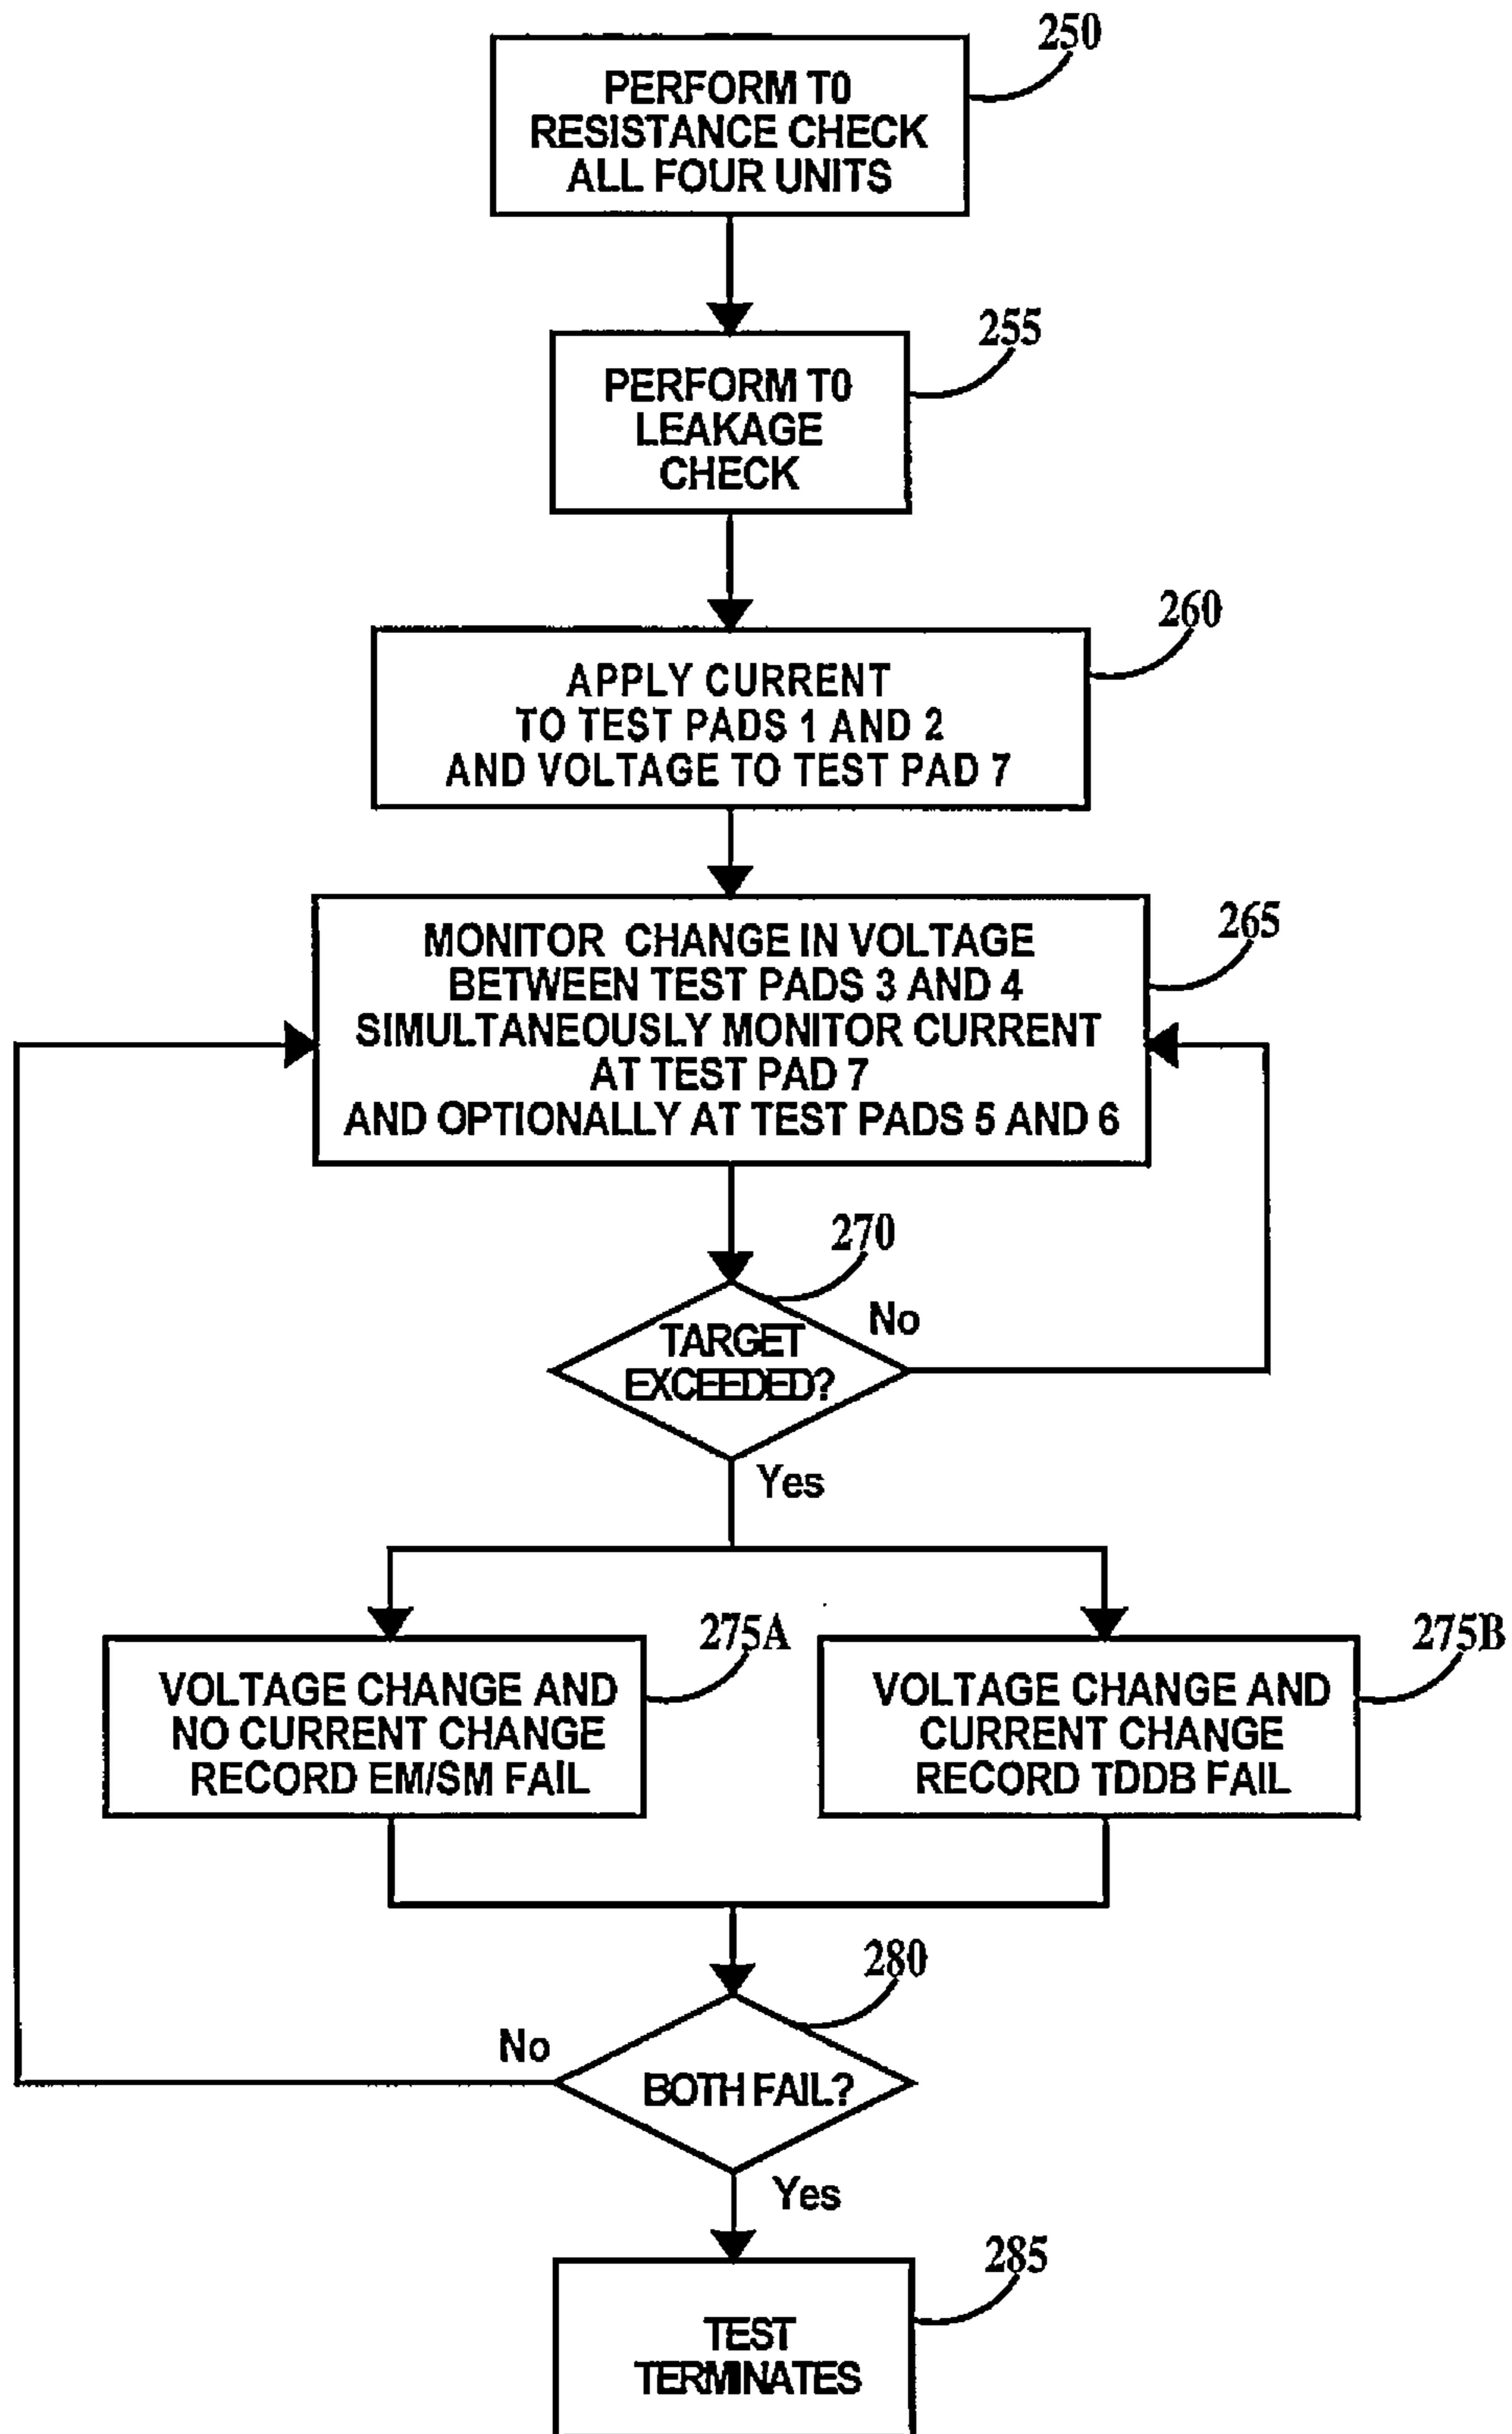 250
PERFORM T0
RESISTANCE CHECK
ALL FOUR UNITS
255
PERFORM T0
LEAKAGE
CHECK
260
APPLY CURRENT
TO TEST PADS 1 AND 2
AND VOLTAGE TO TEST PAD 7
265
MONITOR CHANGE IN VOLTAGE
BETWEEN TEST PADS 3 AND 4
SIMULTANEOUSLY MONITOR CURRENT
AT TEST PAD 7
AND OPTIONALLY AT TEST PADS 5 AND 6
270
No
TARGET
EXCEEDED?
Yes
275A
VOLTAGE CHANGE AND
NO CURRENT CHANGE
RECORD EM/SM FAIL
275B
VOLTAGE CHANGE AND
CURRENT CHANGE
RECORD TDDB FAIL
280
No
BOTH FAIL?
Yes
285
TEST
TERMINATES